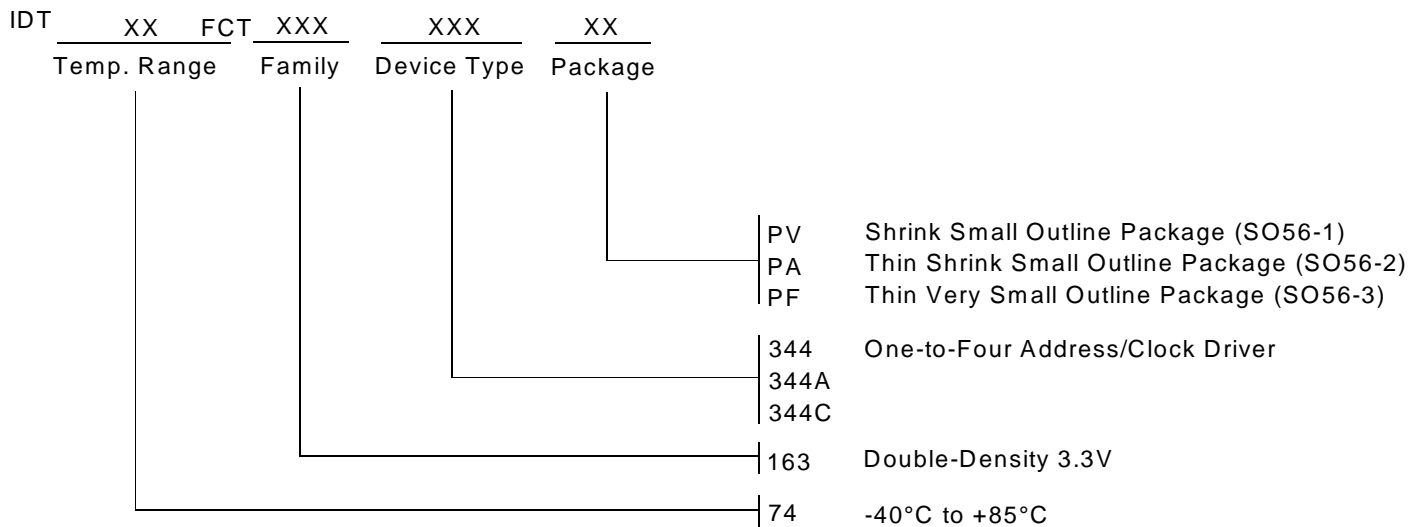 IDT XX FCT XXX XXX XX
Temp. Range Family Device Type Package
PV Shrink Small Outline Package (SO56-1)
PA Thin Shrink Small Outline Package (SO56-2)
PF Thin Very Small Outline Package (SO56-3)
344 One-to-Four Address/Clock Driver
344A
344C
163 Double-Density 3.3V
74 -40°C to +85°C